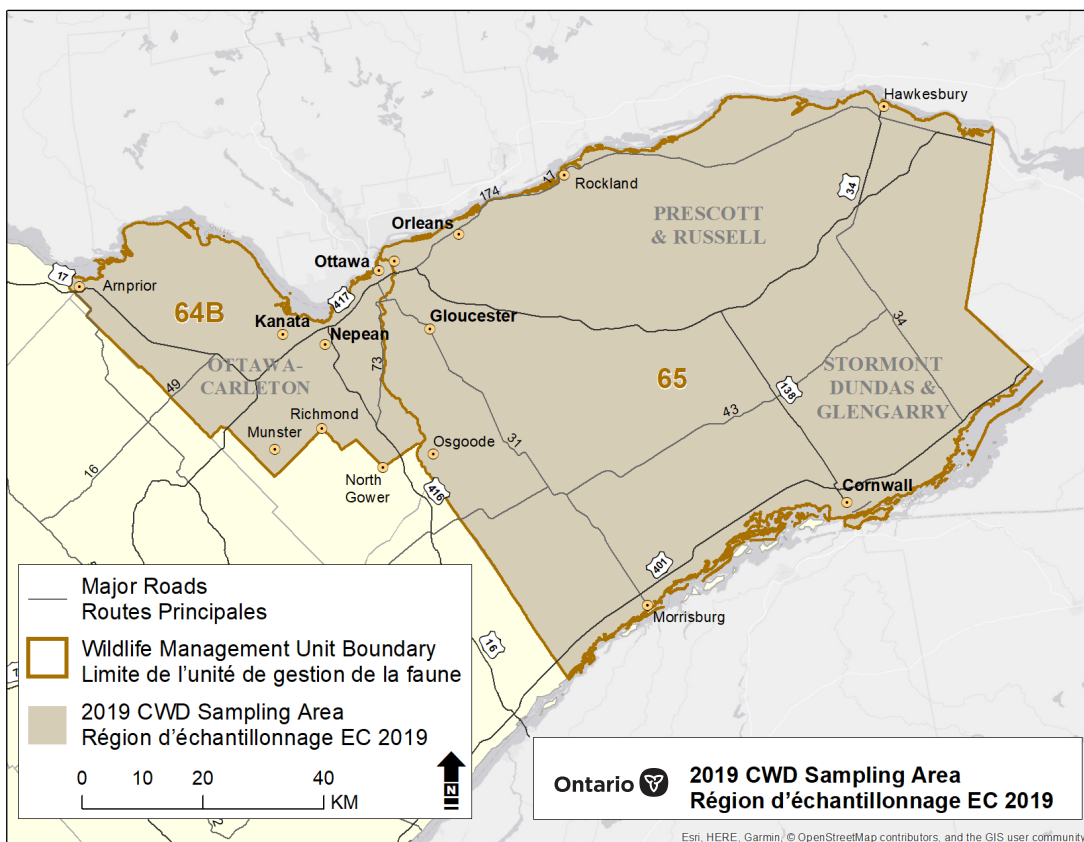 Hawkesbury
17
174
Rockland
34
PRESCOTT
& RUSSELL
Orleans
Ottawa
17
Arnprior
64B
417
Kanata
Nepean
Gloucester
34
OTTAWA-
CARLETON
73
65
STORMONT
DUNDAS &
GLENGARRY
49
138
43
Richmond
Munster
31
Osgoode
16
North
Gower
416
Cornwall
401
Morrisburg
16
Major Roads
Routes Principales
Wildlife Management Unit Boundary
Limite de l'unité de gestion de la faune
2019 CWD Sampling Area
Région d'échantillonnage EC 2019
0 10 20 40
KM
N
Ontario
2019 CWD Sampling Area
Région d'échantillonnage EC 2019
Esri, HERE, Garmin, © OpenStreetMap contributors, and the GIS user community